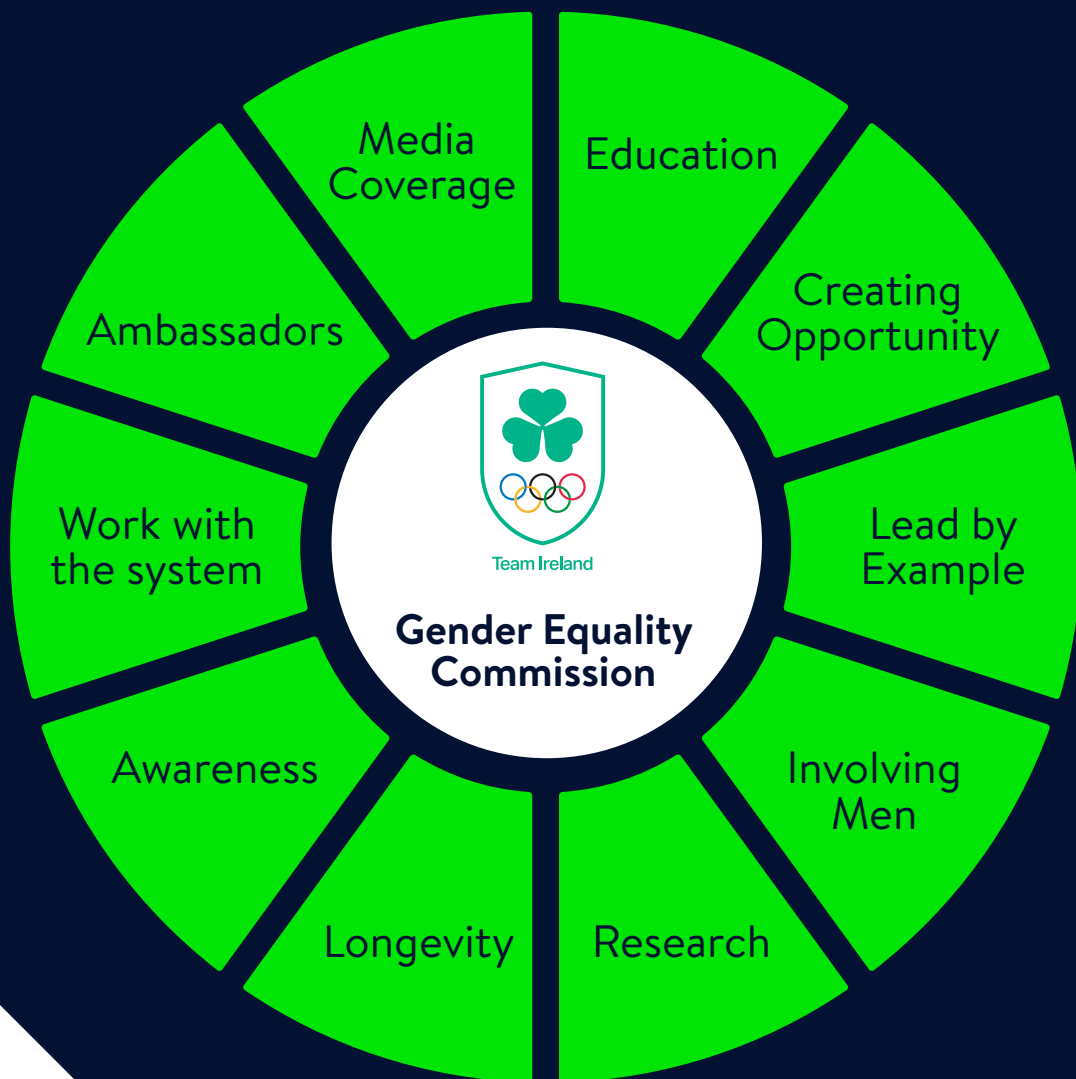 Media
Coverage
Education
Creating
Opportunity
Lead by
Example
Involving
Men
Research
Longevity
Awareness
Work with
the system
Ambassadors
Team Ireland
Gender Equality
Commission